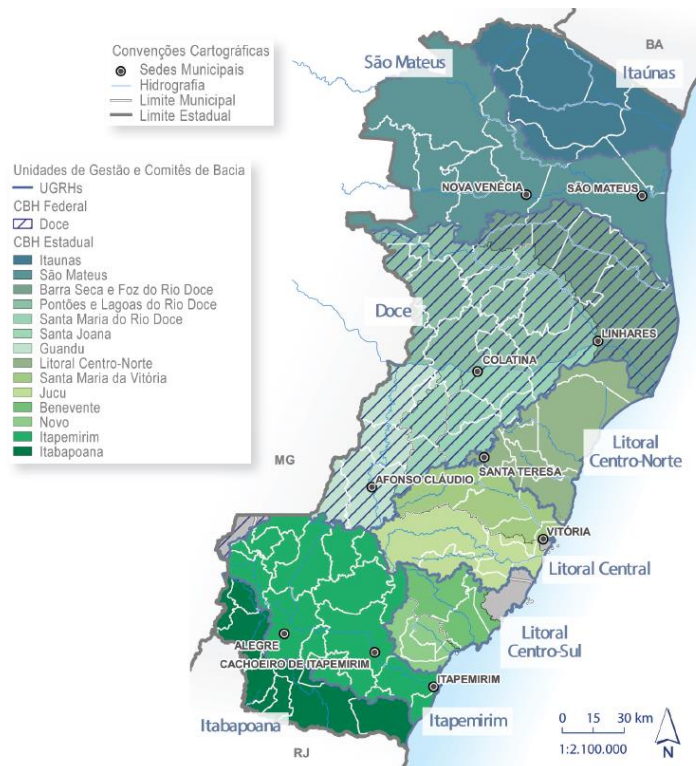 Convenções Cartográficas
Sedes Municipais
Hidrografia
Limite Municipal
Limite Estadual
Unidades de Gestão e Comitês de Bacia
UGRHs
CBH Federal
Doce
CBH Estadual
Itaunas
São Mateus
Barra Seca e Foz do Rio Doce
Pontões e Lagoas do Rio Doce
Santa Maria do Rio Doce
Santa Joana
Guandu
Litoral Centro-Norte
Santa Maria da Vitória
Jucu
Benevente
Novo
Itapemirim
Itabapoana
BA
São Mateus
Itaúnas
NOVA VENÉCIA
SÃO MATEUS
Doce
LINHARES
COLATINA
Litoral
Centro-Norte
MG
SANTA TERESA
AFONSO CLÁUDIO
VITÓRIA
Litoral Central
Litoral
Centro-Sul
ALEGRE
CACHOEIRO DE ITAPEMIRIM
ITAPEMIRIM
Itabapoana
Itapemirim
RJ
0 15 30 km
1:2.100.000
N